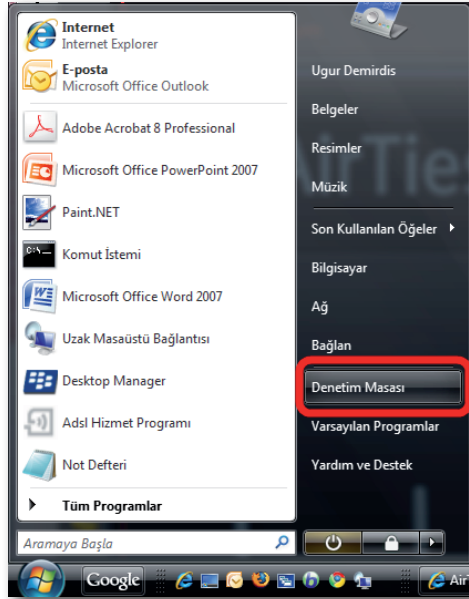 Internet
Internet Explorer
E-posta
Microsoft Office Outlook
Adobe Acrobat 8 Professional
Microsoft Office PowerPoint 2007
Paint.NET
Komut İstemi
Microsoft Office Word 2007
Uzak Masaüstü Bağlantısı
Desktop Manager
Adsl Hizmet Programı
Not Defteri
Tüm Programlar
Aramaya Başla
Ugur Demirdis
Belgeler
Resimler
Müzik
Son Kullanılan Öğeler
Bilgisayar
Ağ
Bağlan
Denetim Masası
Varsayılan Programlar
Yardım ve Destek
Google
AirTies